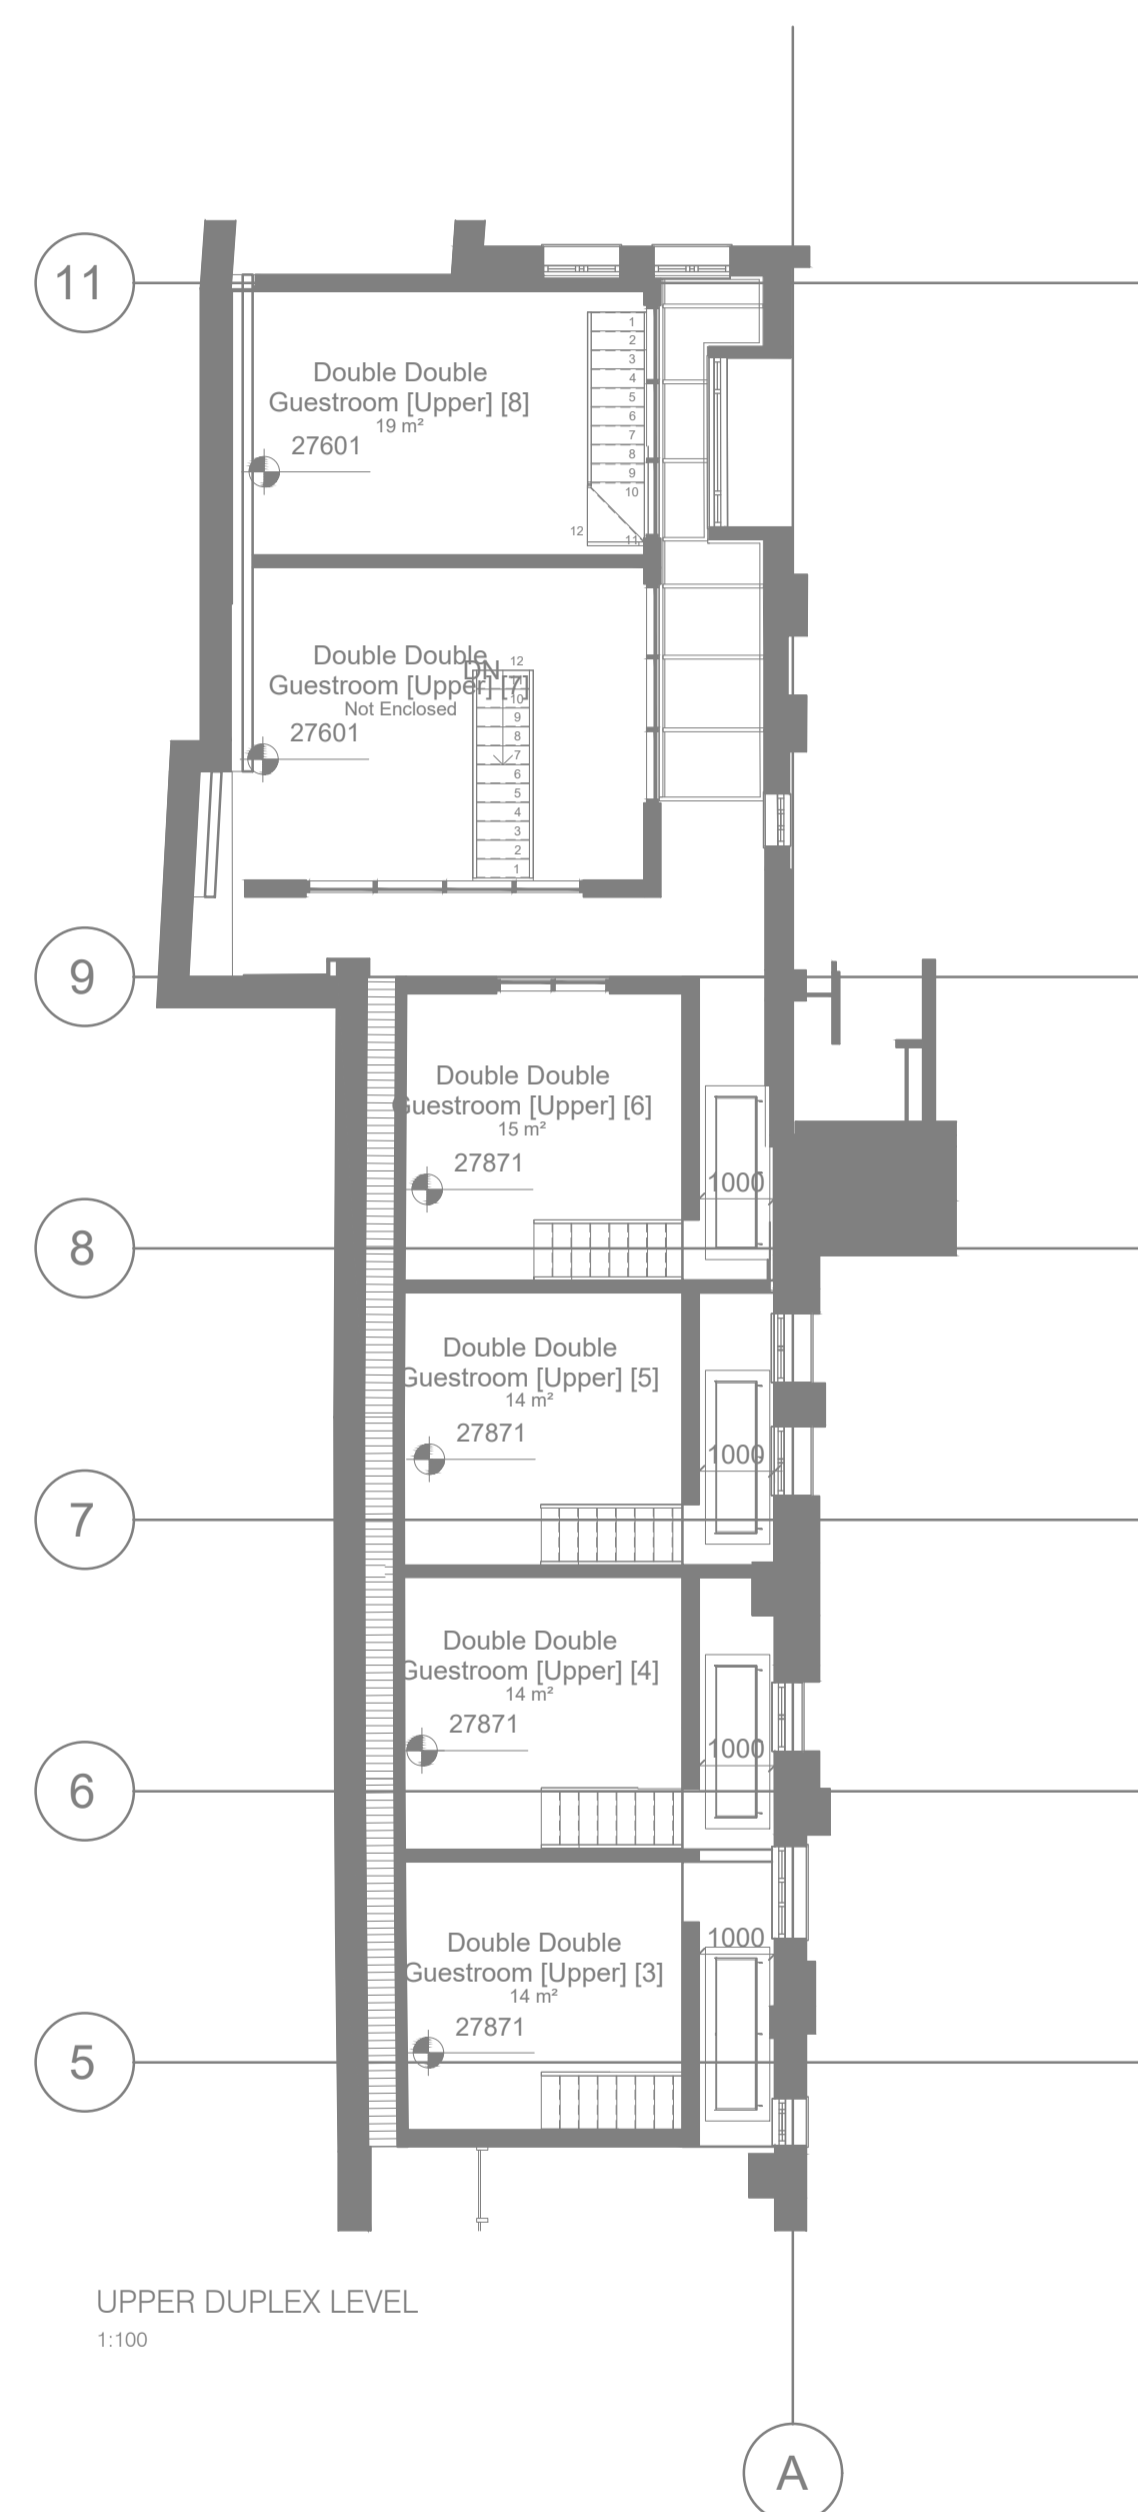 11
1
2
3
4
5
6
7
8
9
10
11
12
Double Double
Guestroom [Upper] [8]
19 m²
27601
Double Double
Guestroom [Upper] [7]
Not Enclosed
27601
DN
12
11
10
9
8
7
6
5
4
3
2
1
9
Double Double
Guestroom [Upper] [6]
15 m²
27871
1000
8
Double Double
Guestroom [Upper] [5]
14 m²
27871
1000
7
Double Double
Guestroom [Upper] [4]
14 m²
27871
1000
6
Double Double
Guestroom [Upper] [3]
14 m²
27871
1000
5
UPPER DUPLEX LEVEL
1:100
A